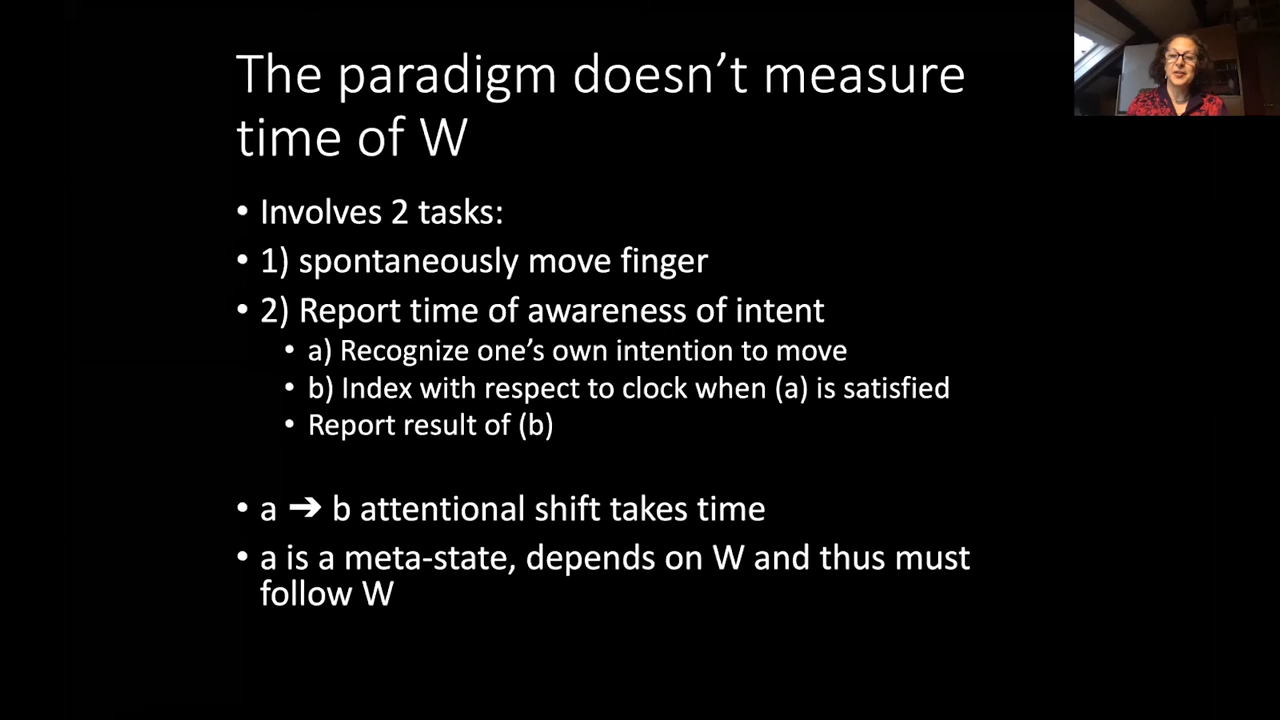 The paradigm doesn’t measure
time of W
• Involves 2 tasks:
• 1) spontaneously move finger
• 2) Report time of awareness of intent
• a) Recognize one’s own intention to move
• b) Index with respect to clock when (a) is satisfied
• Report result of (b)
• a ➔ b attentional shift takes time
• a is a meta-state, depends on W and thus must
follow W